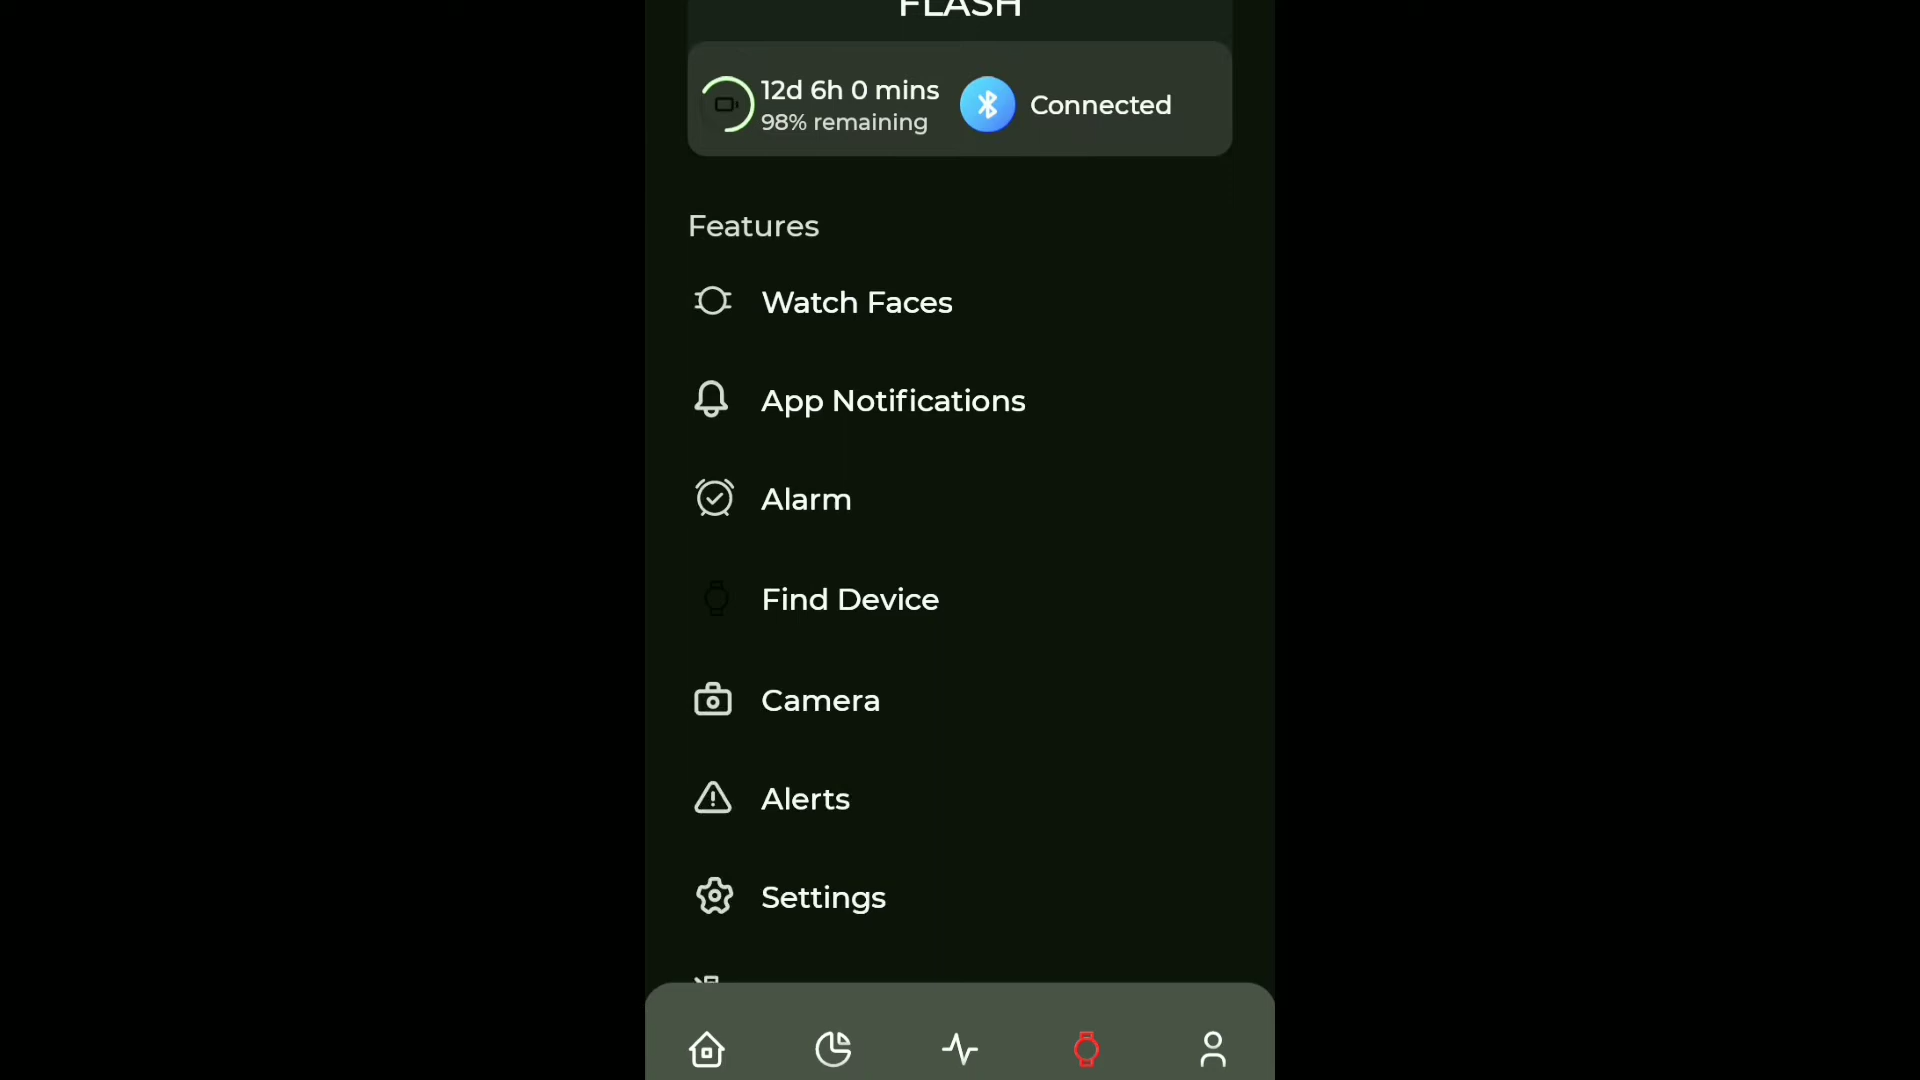 FLASH
12d 6h 0 mins
98% remaining
Connected
Features
Watch Faces
App Notifications
Alarm
Find Device
Camera
Alerts
Settings